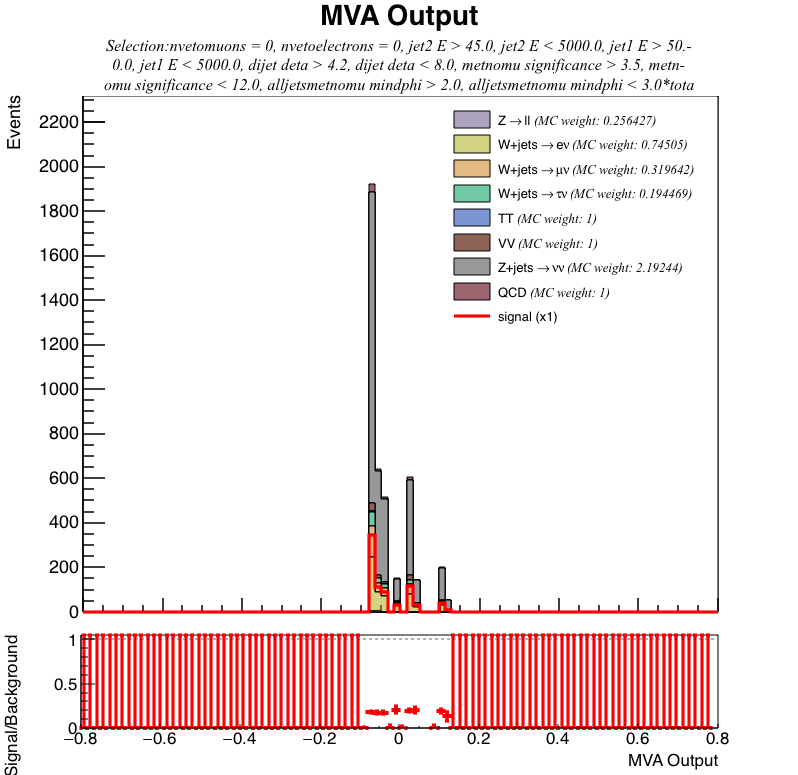 MVA Output
Selection:nvetomuons = 0, nvetoelectrons = 0, jet2 E > 45.0, jet2 E < 5000.0, jet1 E > 50.-
0.0, jet1 E < 5000.0, dijet deta > 4.2, dijet deta < 8.0, metnomu significance > 3.5, metn-
omu significance < 12.0, alljetsmetnomu mindphi > 2.0, alljetsmetnomu mindphi < 3.0*tota
Events
2200
2000
1800
1600
1400
1200
1000
800
600
400
200
0
Z→ll (MC weight: 0.256427)
W+jets→eν (MC weight: 0.74505)
W+jets→μν (MC weight: 0.319642)
W+jets→τν (MC weight: 0.194469)
TT (MC weight: 1)
VV (MC weight: 1)
Z+jets→νν (MC weight: 2.19244)
QCD (MC weight: 1)
signal (x1)
Signal/Background
1
0.5
0
−0.8 −0.6 −0.4 −0.2 0 0.2 0.4 0.6 0.8
MVA Output